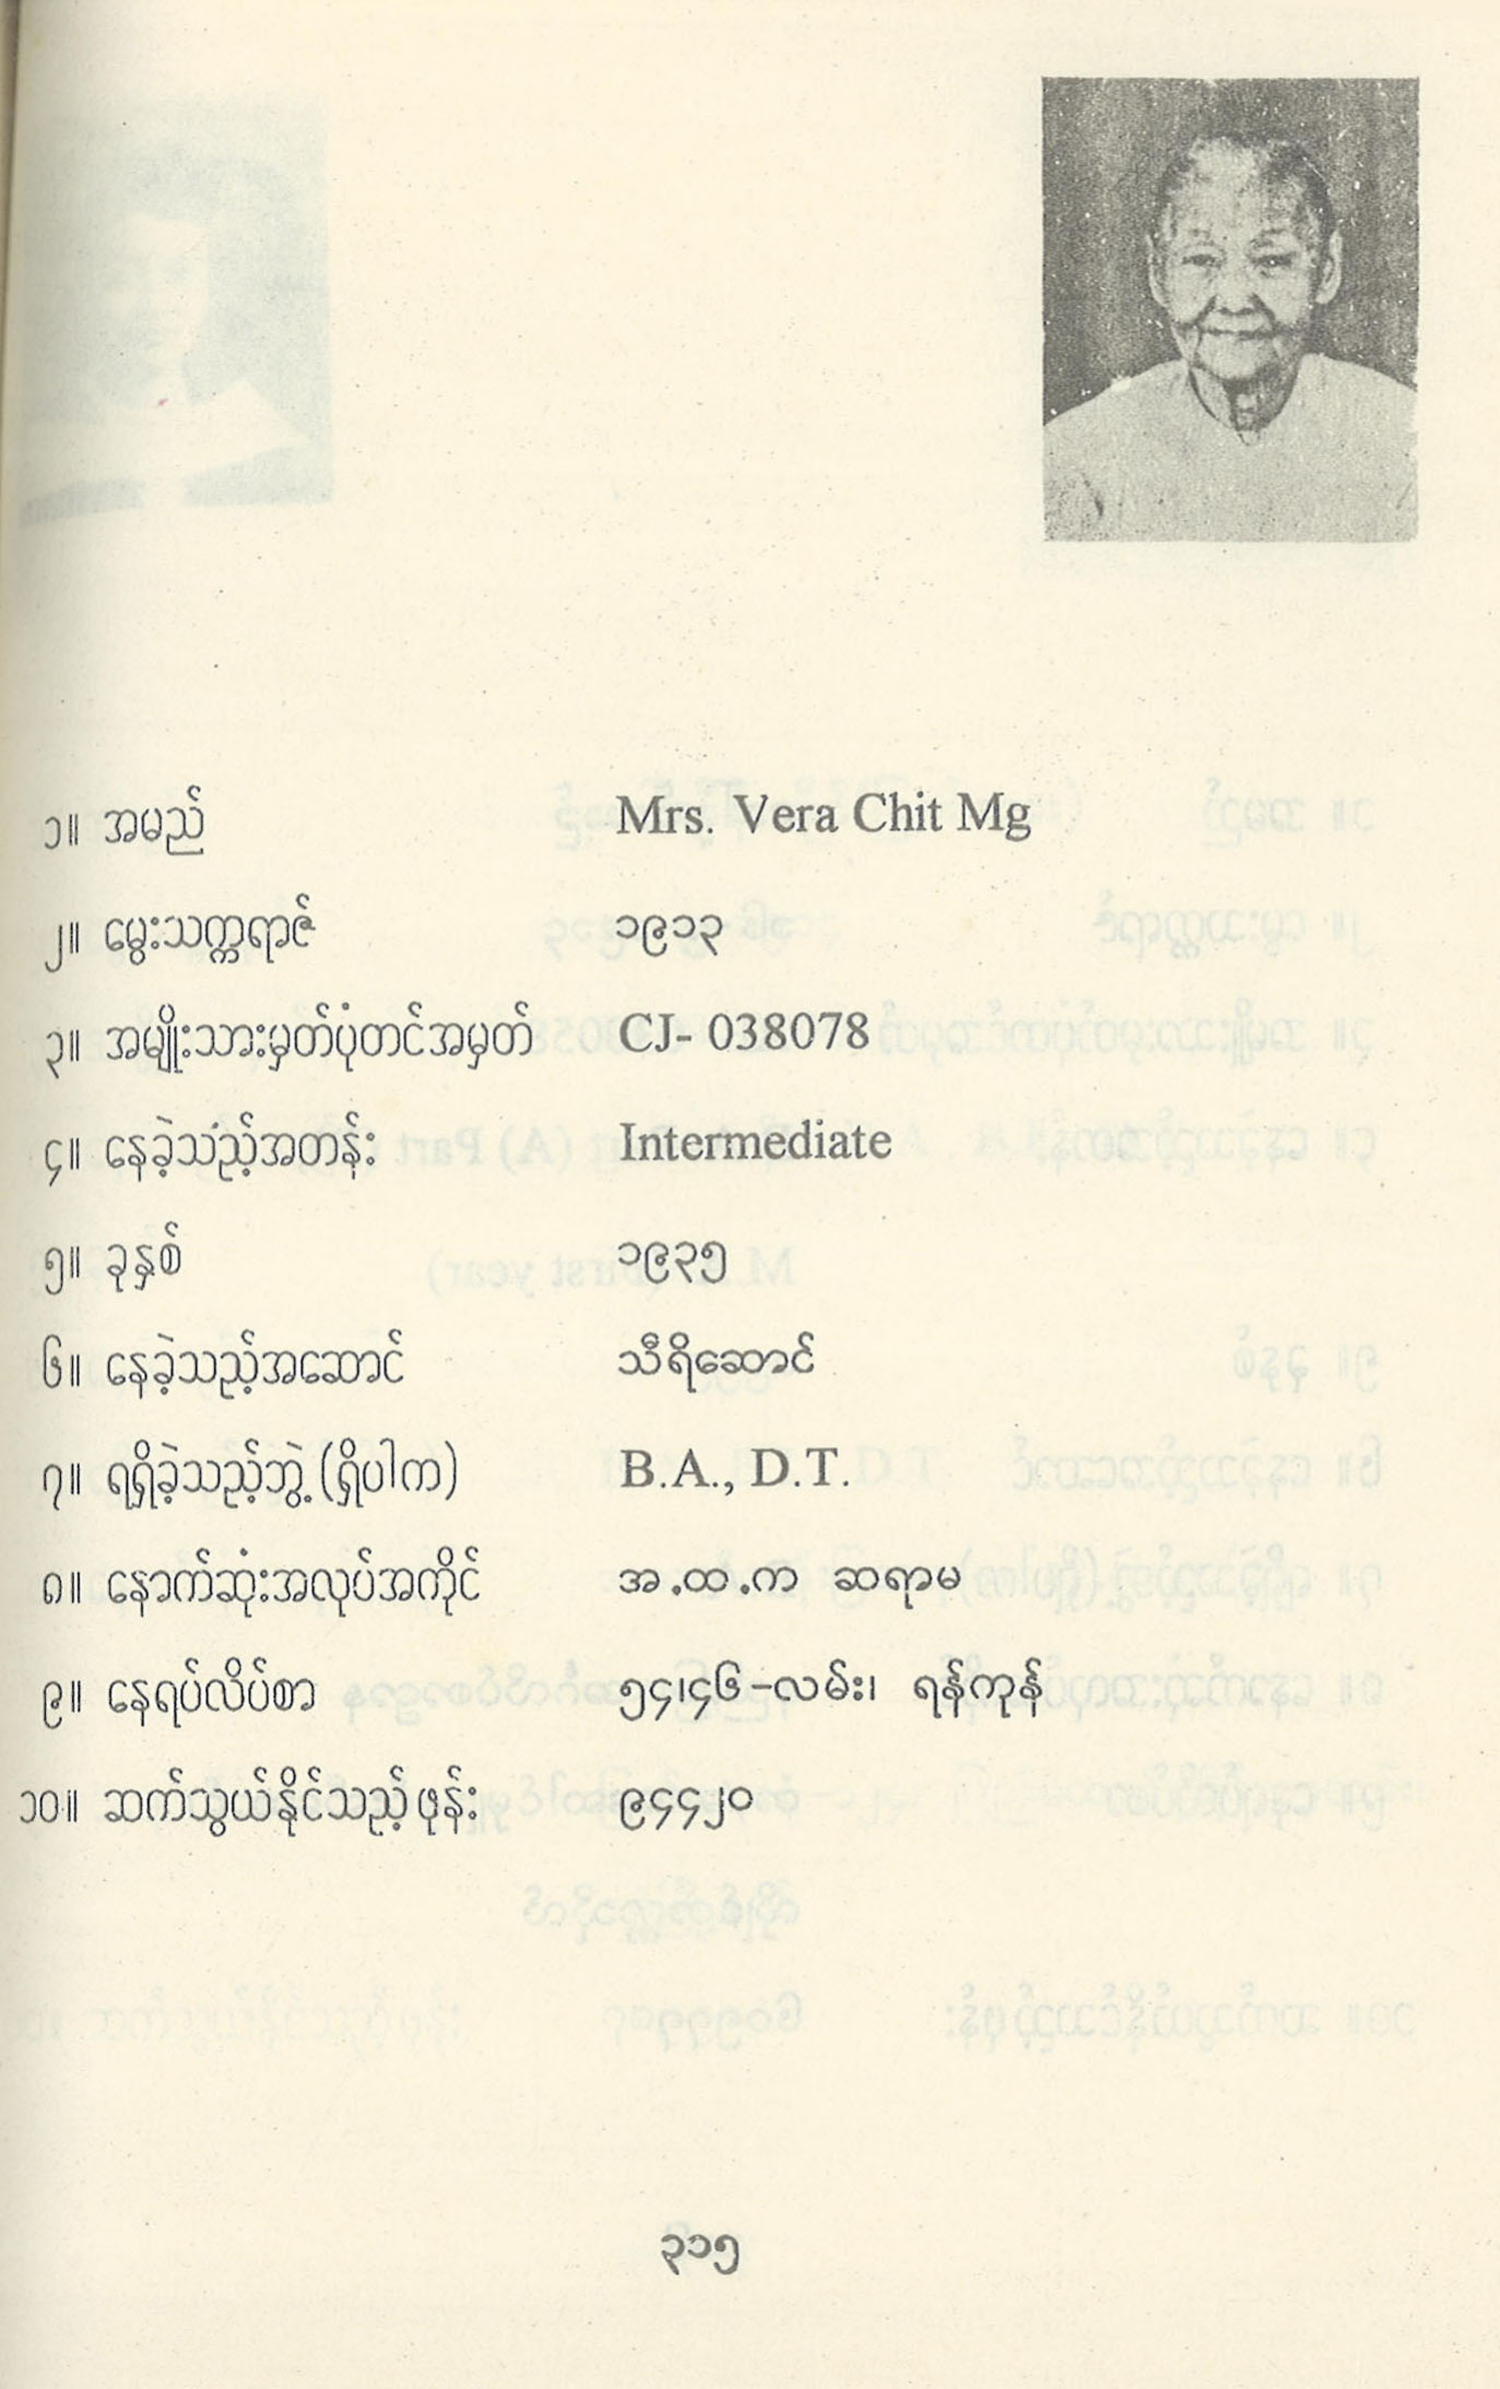 ၁။ အမည် Mrs. Vera Chit Mg
၂။ မွေးသက္ကရာဇ် ၁၉၁၃
၃။ အမျိုးသားမှတ်ပုံတင်အမှတ် CJ- 038078
၄။ နေခဲ့သည့်အတန်း Intermediate
၅။ ခုနှစ် ၁၉၃၅
၆။ နေခဲ့သည့်အဆောင် သီရိဆောင်
၇။ ရရှိခဲ့သည့်ဘွဲ့ (ရှိပါက) B.A., D.T.
၈။ နောက်ဆုံးအလုပ်အကိုင် အ.ထ.က ဆရာမ
၉။ နေရပ်လိပ်စာ ၅၄၊၄၆-လမ်း၊ ရန်ကုန်
၁၀။ ဆက်သွယ်နိုင်သည့်ဖုန်း ၉၄၄၂၀
၃၁၅